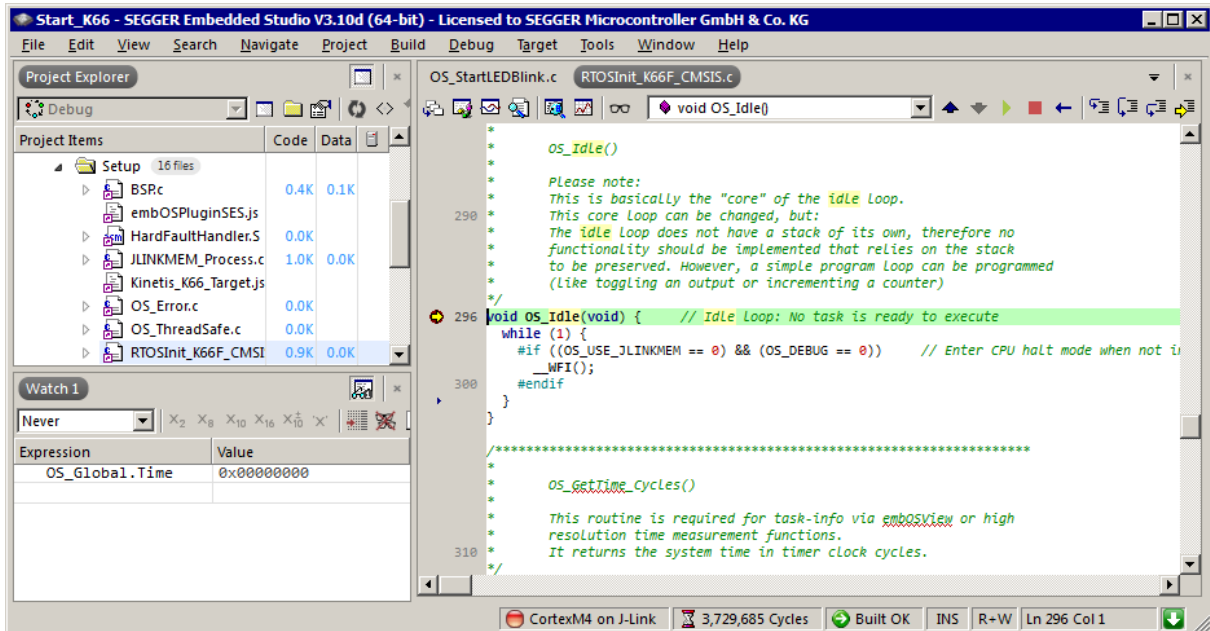 Start_K66 - SEGGER Embedded Studio V3.10d (64-bit) - Licensed to SEGGER Microcontroller GmbH & Co. KG
File Edit View Search Navigate Project Build Debug Target Tools Window Help
Project Explorer
Debug
Project Items Code Data
Setup 16 files
BSP.c 0.4K 0.1K
embOSPluginSES.js
HardFaultHandler.S 0.0K
JLINKMEM_Process.c 1.0K 0.0K
Kinetis_K66_Target.js
OS_Error.c 0.0K
OS_ThreadSafe.c 0.0K
RTOSInit_K66F_CMSI 0.9K 0.0K
Watch 1
Never x2 x8 x10 x16 x±10 'x'
Expression Value
OS_Global.Time 0x00000000
OS_StartLEDBlink.c RTOSInit_K66F_CMSIS.c
void OS_Idle()
*
* OS_Idle()
*
* Please note:
* This is basically the "core" of the idle loop.
290 * This core loop can be changed, but:
* The idle loop does not have a stack of its own, therefore no
* functionality should be implemented that relies on the stack
* to be preserved. However, a simple program loop can be programmed
* (like toggling an output or incrementing a counter)
*/
296 void OS_Idle(void) { // Idle loop: No task is ready to execute
while (1) {
#if ((OS_USE_JLINKMEM == 0) && (OS_DEBUG == 0)) // Enter CPU halt mode when not i
__WFI();
300 #endif
}
}
/**********************************************************************
*
* OS_GetTime_Cycles()
*
* This routine is required for task-info via embOSView or high
* resolution time measurement functions.
310 * It returns the system time in timer clock cycles.
*/
CortexM4 on J-Link 3,729,685 Cycles Built OK INS R+W Ln 296 Col 1